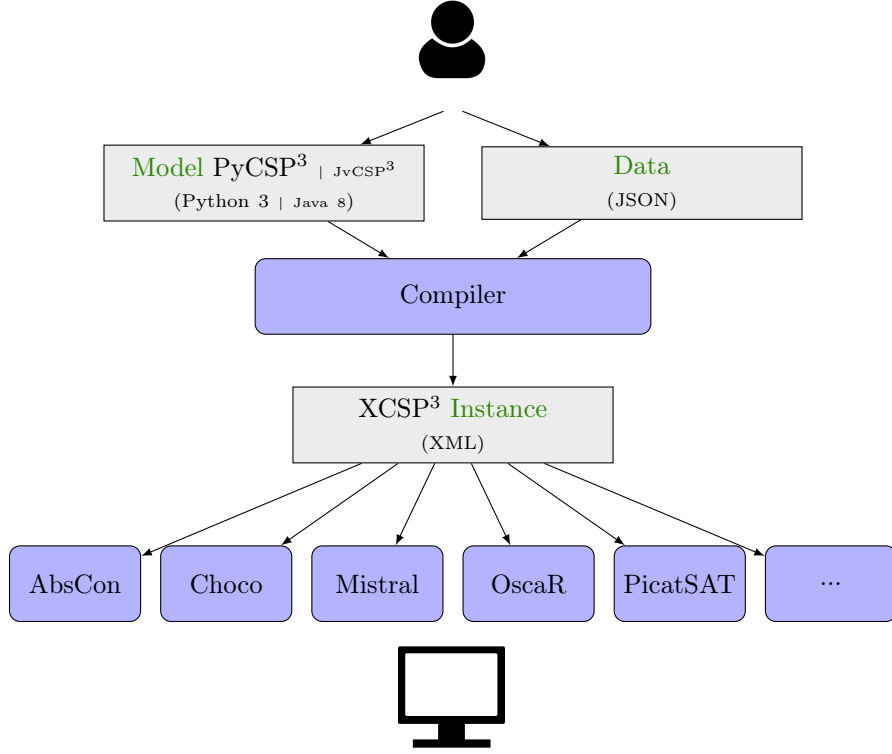 Model PyCSP³ | JvCSP³
(Python 3 | Java 8)
Data
(JSON)
Compiler
XCSP³ Instance
(XML)
AbsCon
Choco
Mistral
OscaR
PicatSAT
...